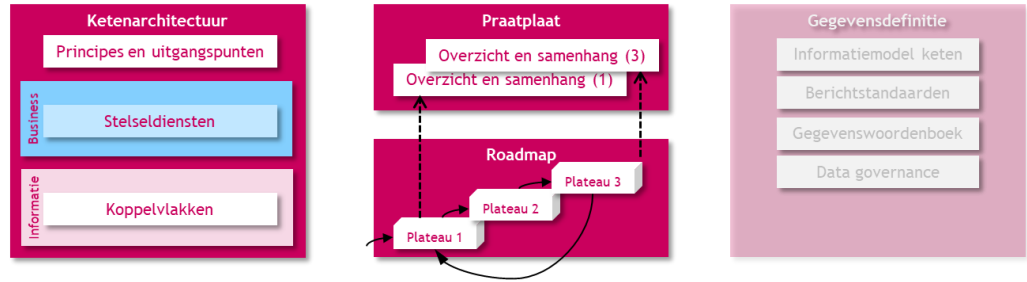 Ketenarchitectuur
Principes en uitgangspunten
Business
Stelseldiensten
Informatie
Koppelvlakken
Praatplaat
Overzicht en samenhang (3)
Overzicht en samenhang (1)
Roadmap
Plateau 3
Plateau 2
Plateau 1
Gegevensdefinitie
Informatiemodel keten
Berichtstandaarden
Gegevenswoordenboek
Data governance